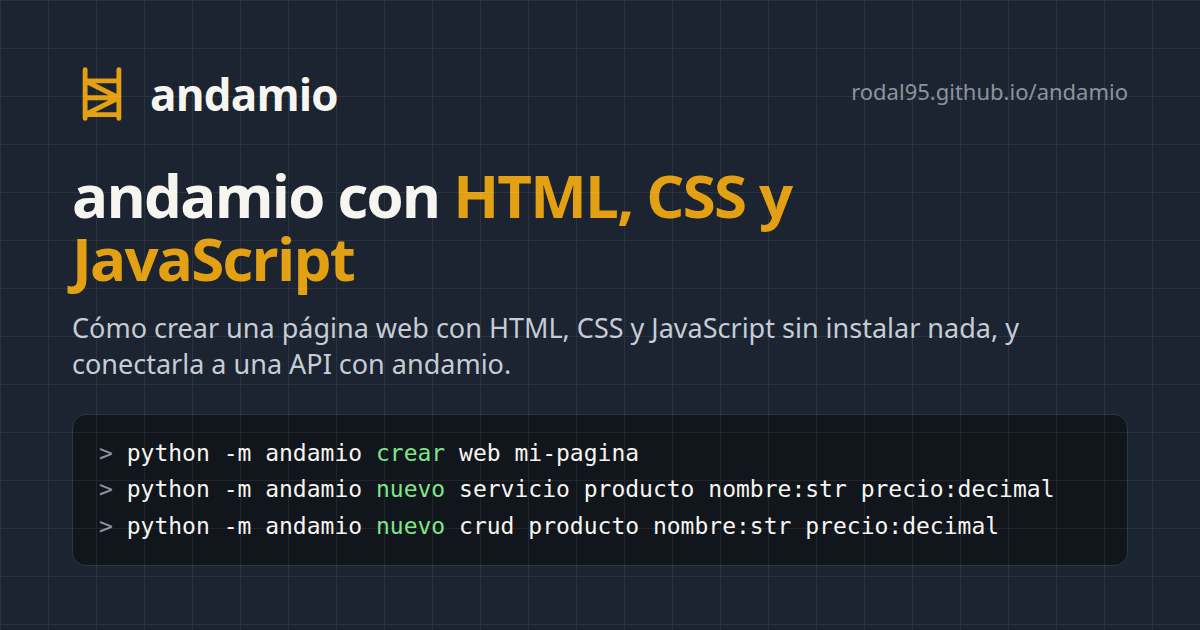 andamio
rodal95.github.io/andamio
andamio con HTML, CSS y
JavaScript
Cómo crear una página web con HTML, CSS y JavaScript sin instalar nada, y
conectarla a una API con andamio.
> python -m andamio crear web mi-pagina
> python -m andamio nuevo servicio producto nombre:str precio:decimal
> python -m andamio nuevo crud producto nombre:str precio:decimal